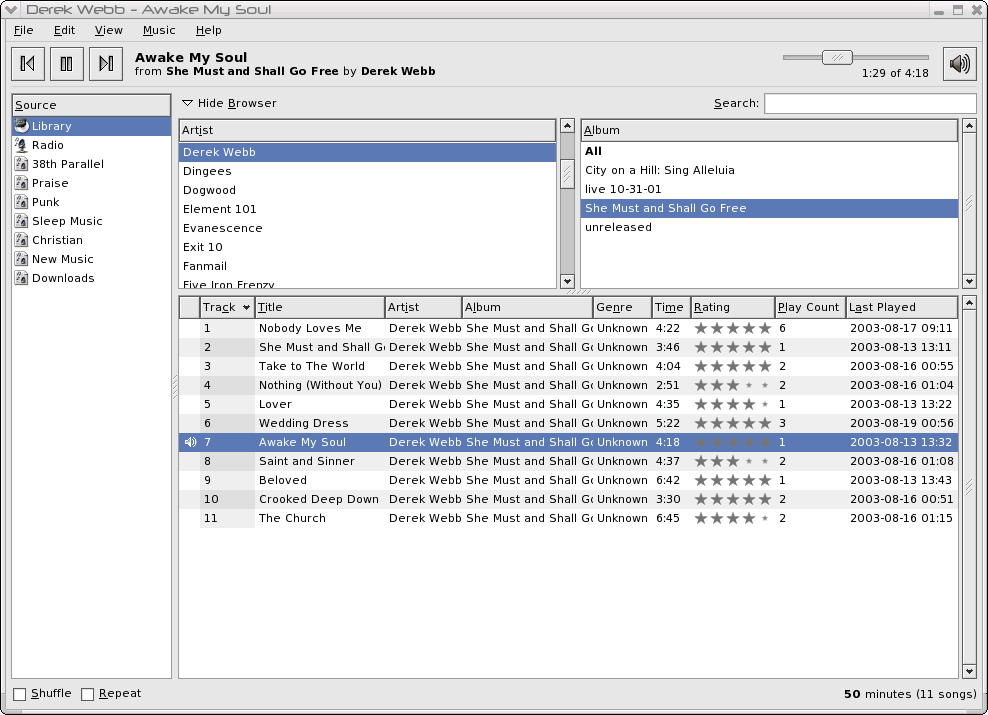 Derek Webb - Awake My Soul
File Edit View Music Help
Awake My Soul
from She Must and Shall Go Free by Derek Webb
1:29 of 4:18
Source
Library
Radio
38th Parallel
Praise
Punk
Sleep Music
Christian
New Music
Downloads
Hide Browser
Search:
Artist
Derek Webb
Dingees
Dogwood
Element 101
Evanescence
Exit 10
Fanmail
Five Iron Frenzy
Album
All
City on a Hill: Sing Alleluia
live 10-31-01
She Must and Shall Go Free
unreleased
Track Title Artist Album Genre Time Rating Play Count Last Played
1 Nobody Loves Me Derek Webb She Must and Shall Go Unknown 4:22 6 2003-08-17 09:11
2 She Must and Shall Go Derek Webb She Must and Shall Go Unknown 3:46 1 2003-08-13 13:11
3 Take to The World Derek Webb She Must and Shall Go Unknown 4:04 2 2003-08-16 00:55
4 Nothing (Without You) Derek Webb She Must and Shall Go Unknown 2:51 2 2003-08-16 01:04
5 Lover Derek Webb She Must and Shall Go Unknown 4:35 1 2003-08-13 13:22
6 Wedding Dress Derek Webb She Must and Shall Go Unknown 5:22 3 2003-08-19 00:56
7 Awake My Soul Derek Webb She Must and Shall Go Unknown 4:18 1 2003-08-13 13:32
8 Saint and Sinner Derek Webb She Must and Shall Go Unknown 4:37 2 2003-08-16 01:08
9 Beloved Derek Webb She Must and Shall Go Unknown 6:42 1 2003-08-13 13:43
10 Crooked Deep Down Derek Webb She Must and Shall Go Unknown 3:30 2 2003-08-16 00:51
11 The Church Derek Webb She Must and Shall Go Unknown 6:45 2 2003-08-16 01:15
Shuffle Repeat
50 minutes (11 songs)